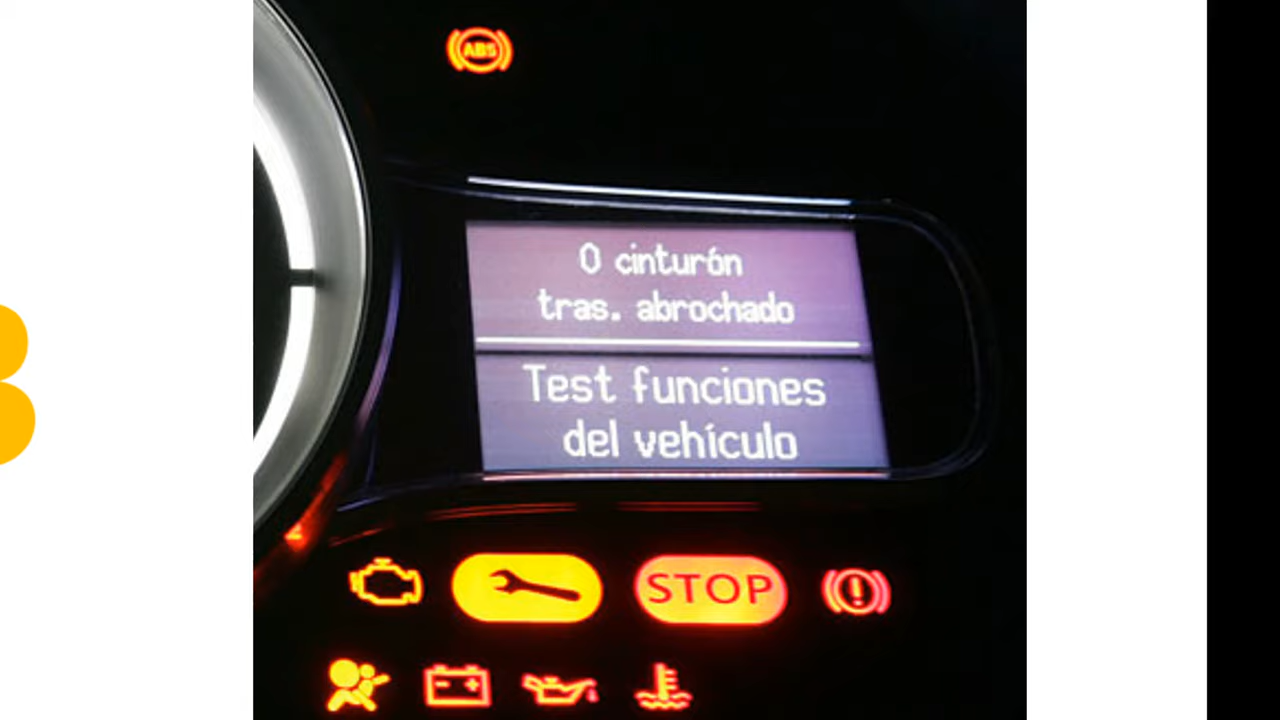 ABS
0 cinturón
tras. abrochado
Test funciones
del vehículo
STOP